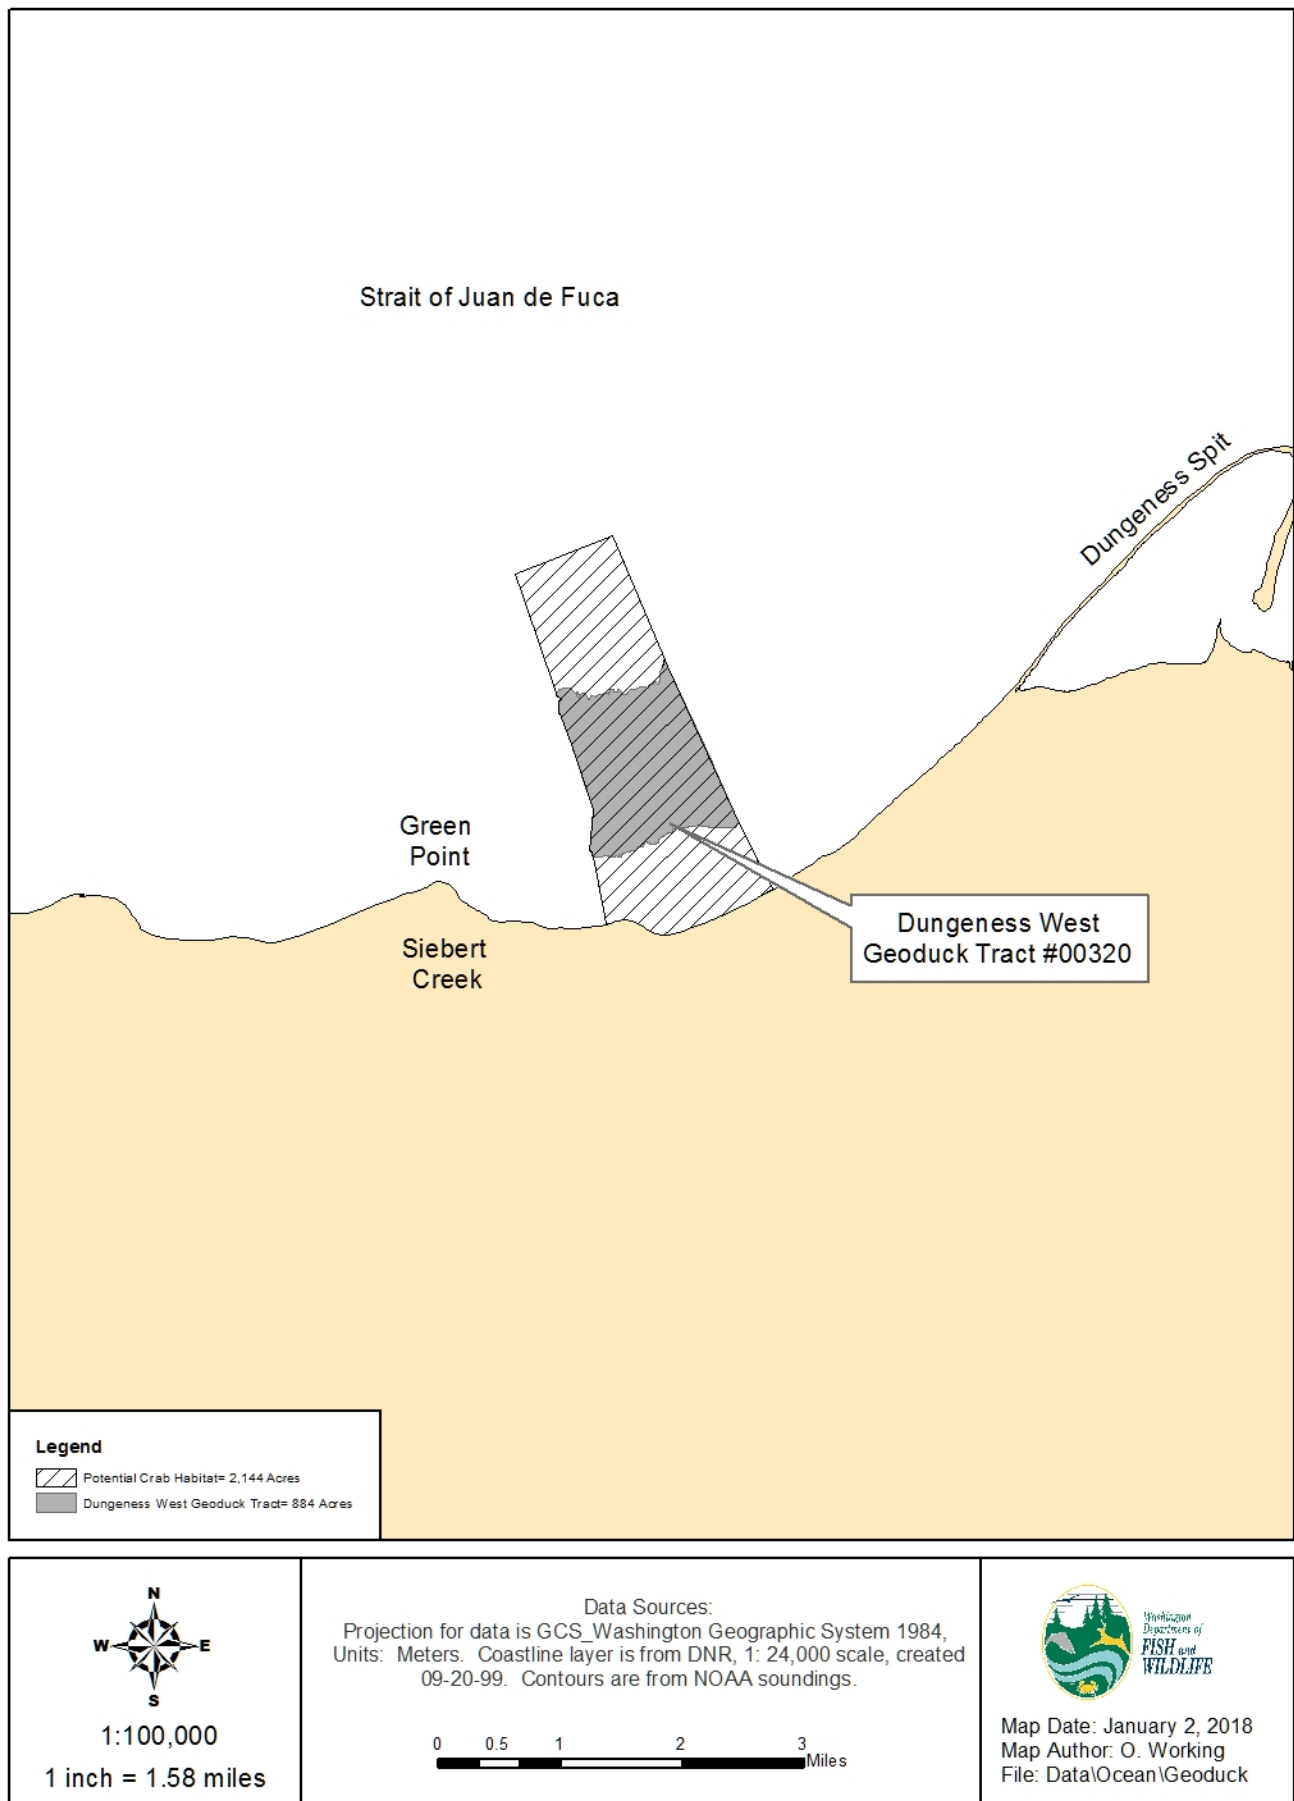 Strait of Juan de Fuca
Dungeness Spit
Green
Point
Siebert
Creek
Dungeness West
Geoduck Tract #00320
Legend
Potential Crab Habitat= 2,144 Acres
Dungeness West Geoduck Tract= 884 Acres
N
W E
S
1:100,000
1 inch = 1.58 miles
Data Sources:
Projection for data is GCS_Washington Geographic System 1984,
Units: Meters. Coastline layer is from DNR, 1: 24,000 scale, created
09-20-99. Contours are from NOAA soundings.
0 0.5 1 2 3
Miles
Washington
Department of
FISH and
WILDLIFE
Map Date: January 2, 2018
Map Author: O. Working
File: Data\Ocean\Geoduck